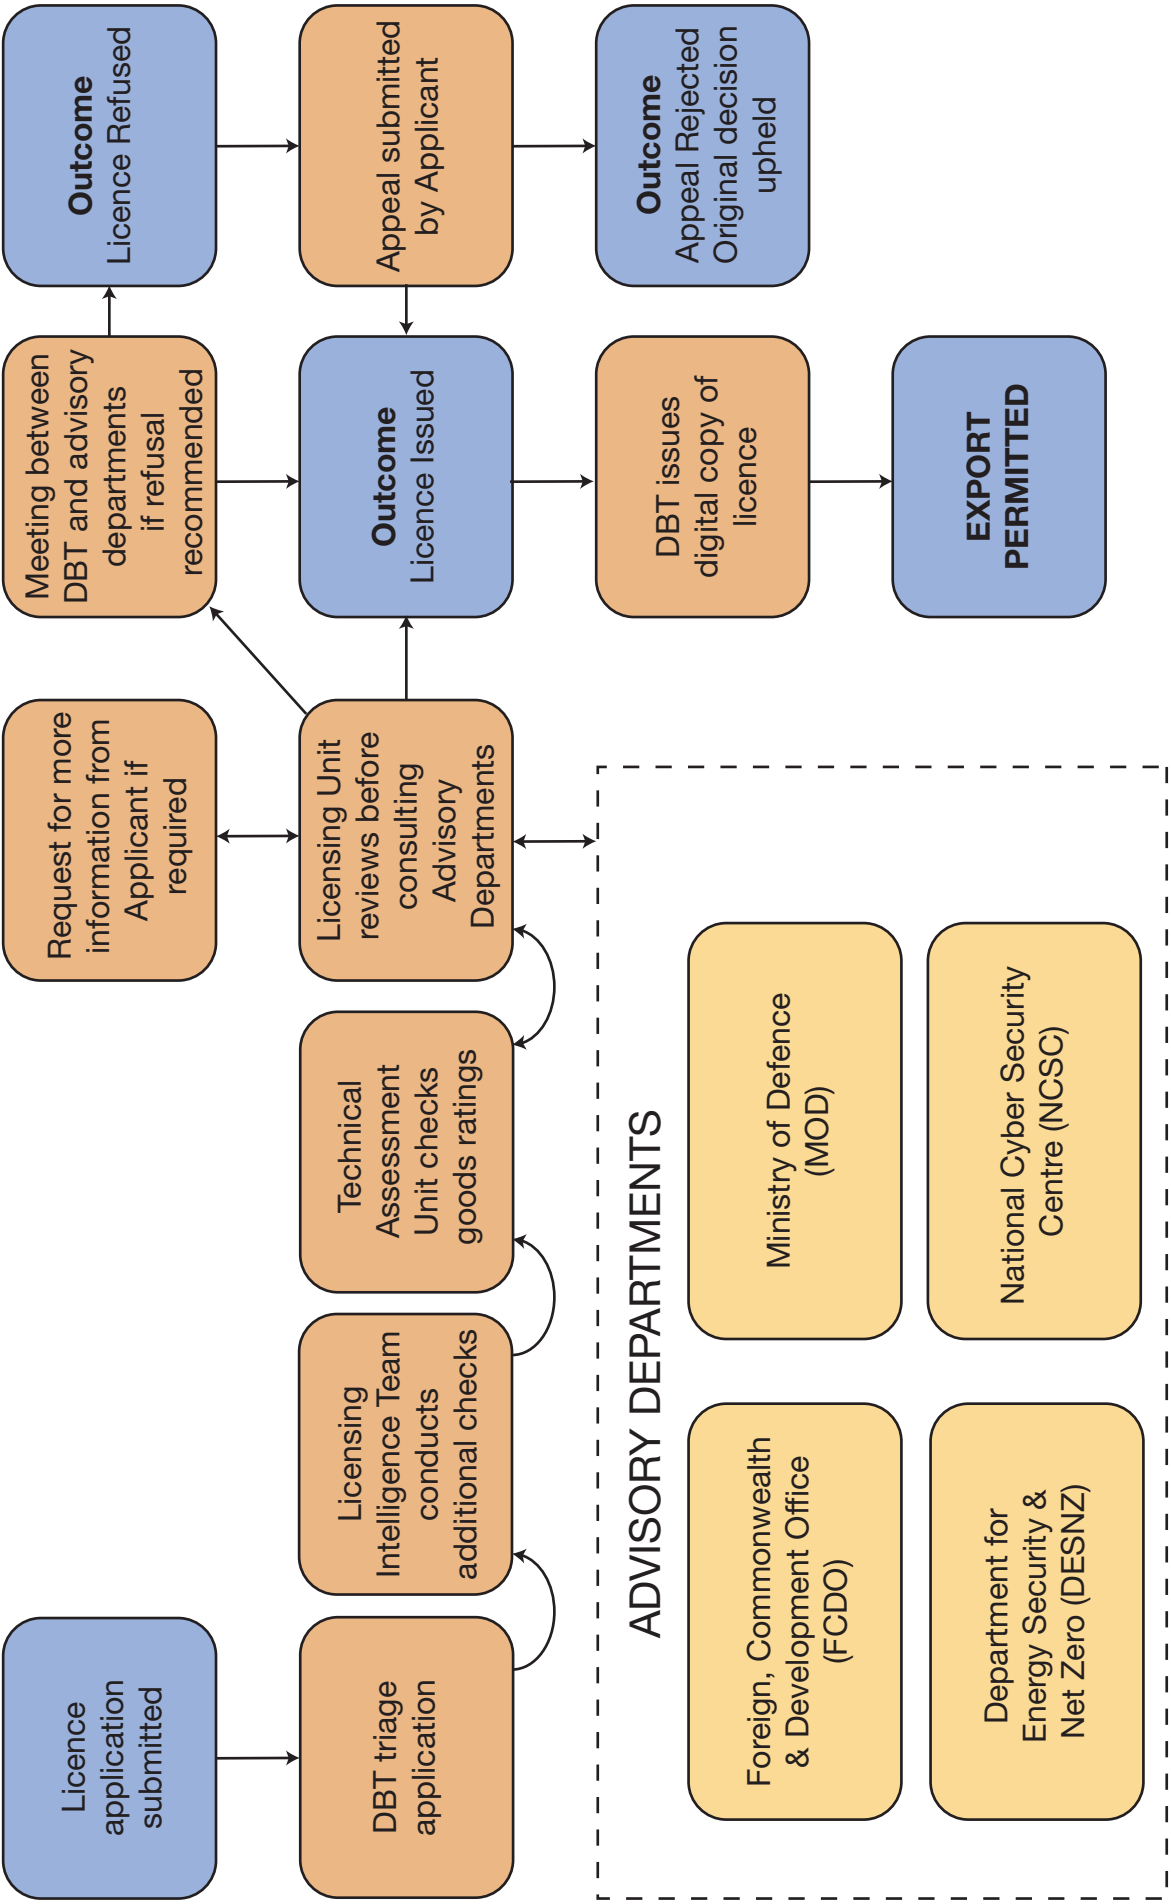 Licence
application
submitted
Request for more
information from
Applicant if
required
Meeting between
DBT and advisory
departments
if refusal
recommended
Outcome
Licence Refused
DBT triage
application
Licensing
Intelligence Team
conducts
additional checks
Technical
Assessment
Unit checks
goods ratings
Licensing Unit
reviews before
consulting
Advisory
Departments
Outcome
Licence Issued
Appeal submitted
by Applicant
DBT issues
digital copy of
licence
Outcome
Appeal Rejected
Original decision
upheld
EXPORT
PERMITTED
ADVISORY DEPARTMENTS
Foreign, Commonwealth
& Development Office
(FCDO)
Ministry of Defence
(MOD)
Department for
Energy Security &
Net Zero (DESNZ)
National Cyber Security
Centre (NCSC)